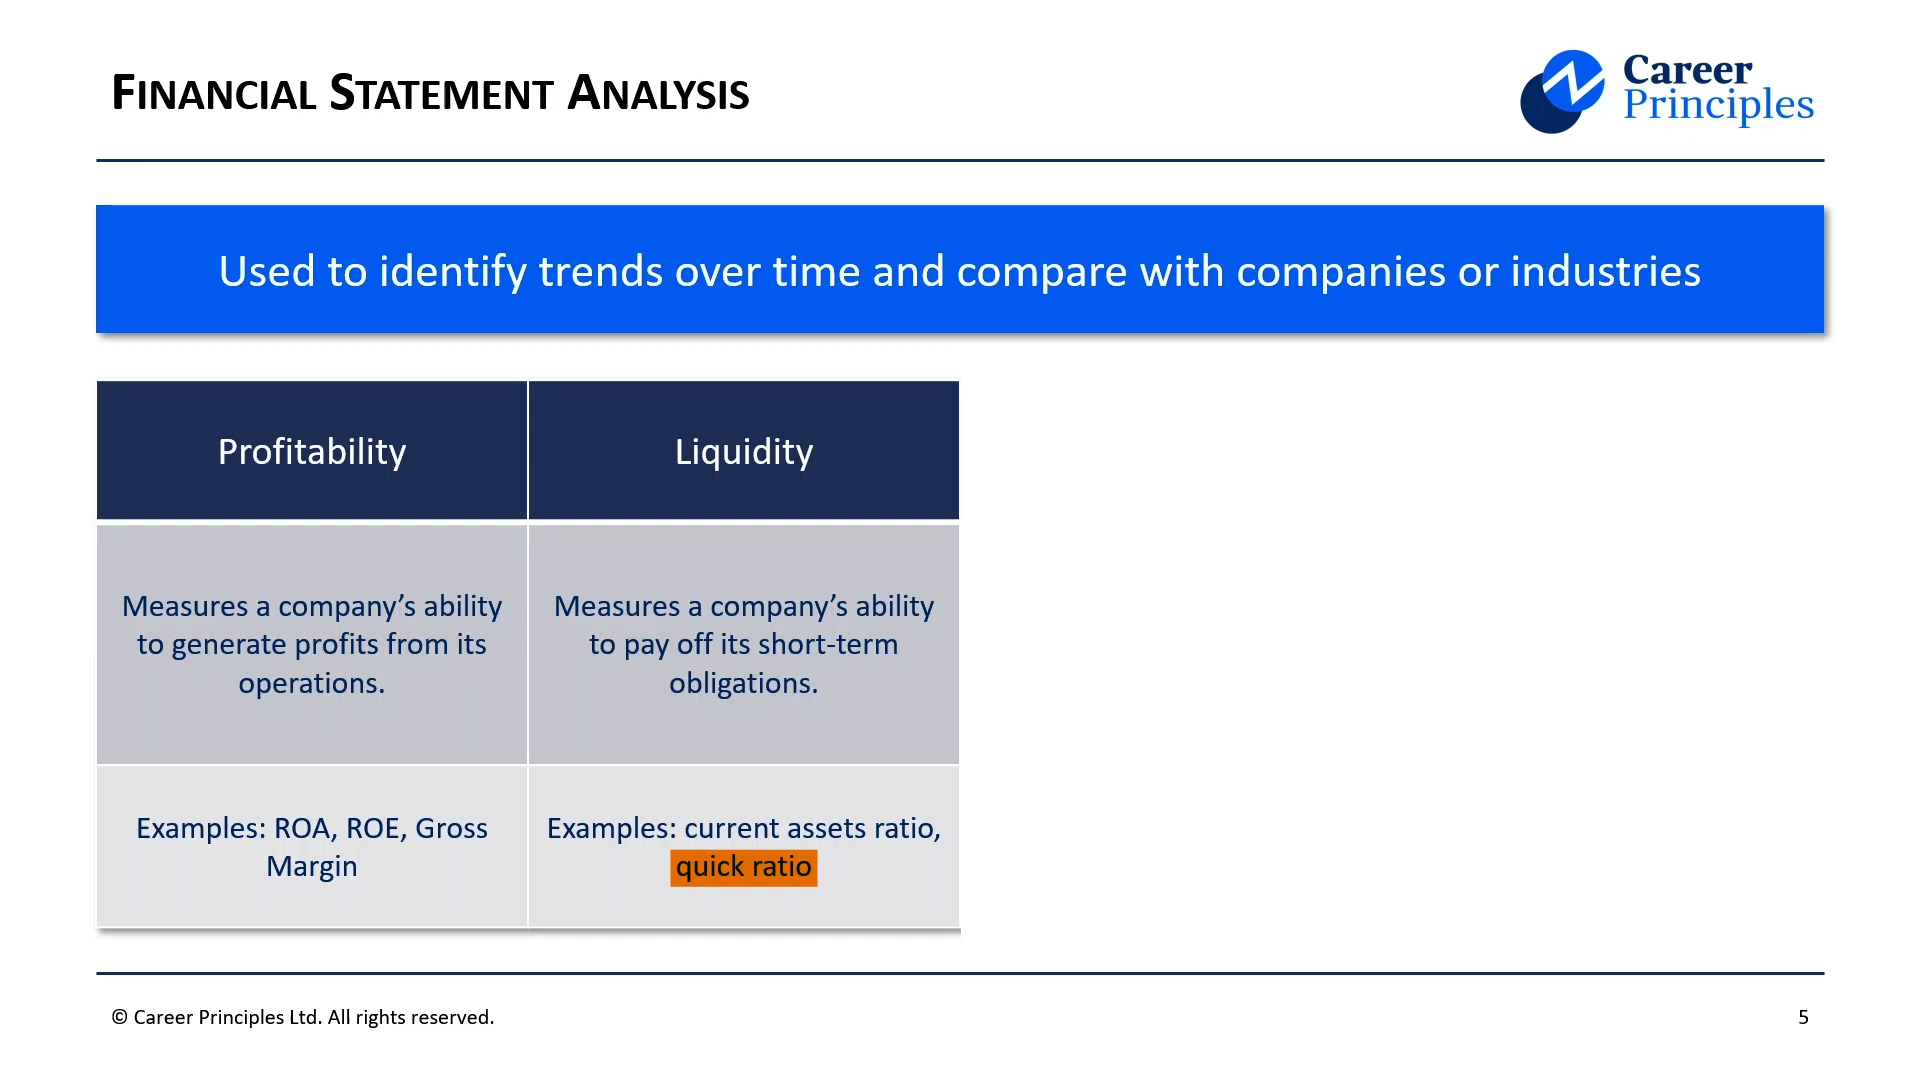 FINANCIAL STATEMENT ANALYSIS
Career
Principles
Used to identify trends over time and compare with companies or industries
Profitability
Liquidity
Measures a company’s ability
to generate profits from its
operations.
Measures a company’s ability
to pay off its short-term
obligations.
Examples: ROA, ROE, Gross
Margin
Examples: current assets ratio,
quick ratio
© Career Principles Ltd. All rights reserved.
5